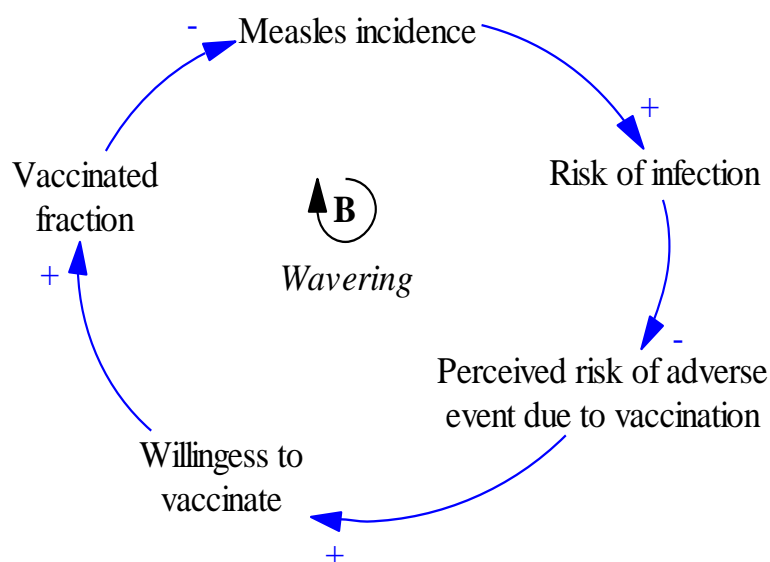 -
Measles incidence
+
Risk of infection
Vaccinated
fraction
B
Wavering
+
-
Perceived risk of adverse
event due to vaccination
Willingess to
vaccinate
+